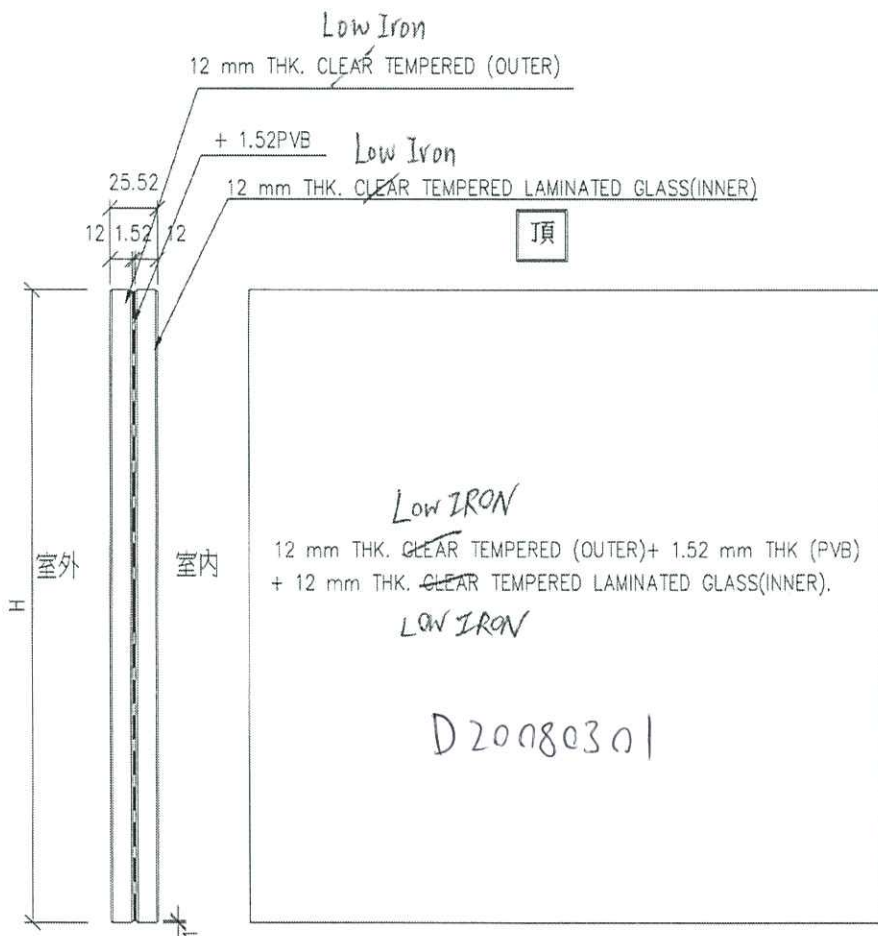 Low Iron
12 mm THK. CLEAR TEMPERED (OUTER)
+ 1.52PVB
Low Iron
25.52
12 mm THK. CLEAR TEMPERED LAMINATED GLASS(INNER)
12 1.52 12
頂
Low IRON
12 mm THK. CLEAR TEMPERED (OUTER)+ 1.52 mm THK (PVB)
+ 12 mm THK. CLEAR TEMPERED LAMINATED GLASS(INNER).
LOW IRON
室外
室內
H
D20080301